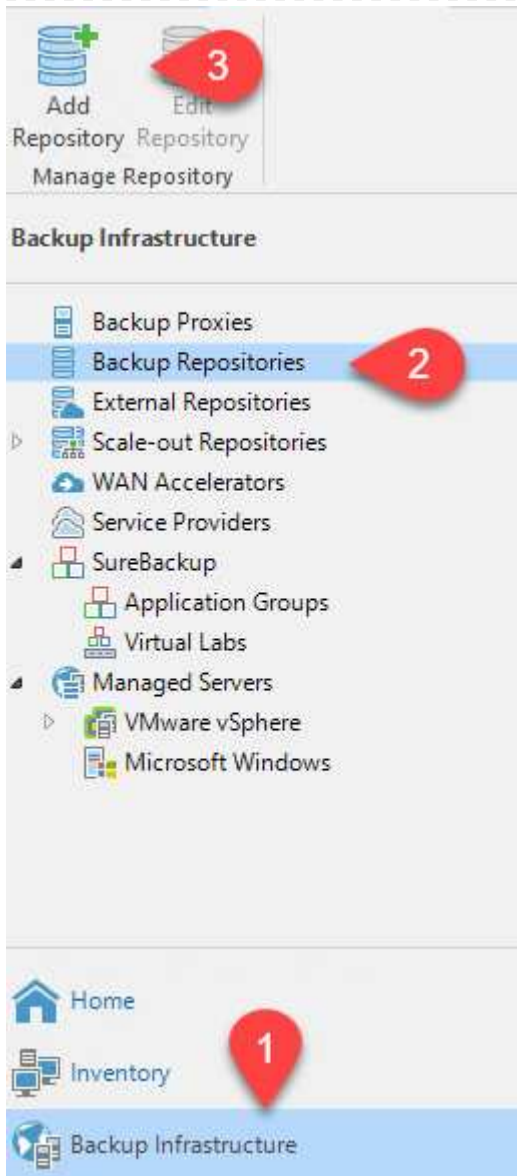 3
Add Edit
Repository Repository
Manage Repository
Backup Infrastructure
Backup Proxies
Backup Repositories 2
External Repositories
Scale-out Repositories
WAN Accelerators
Service Providers
SureBackup
Application Groups
Virtual Labs
Managed Servers
VMware vSphere
Microsoft Windows
Home
1
Inventory
Backup Infrastructure